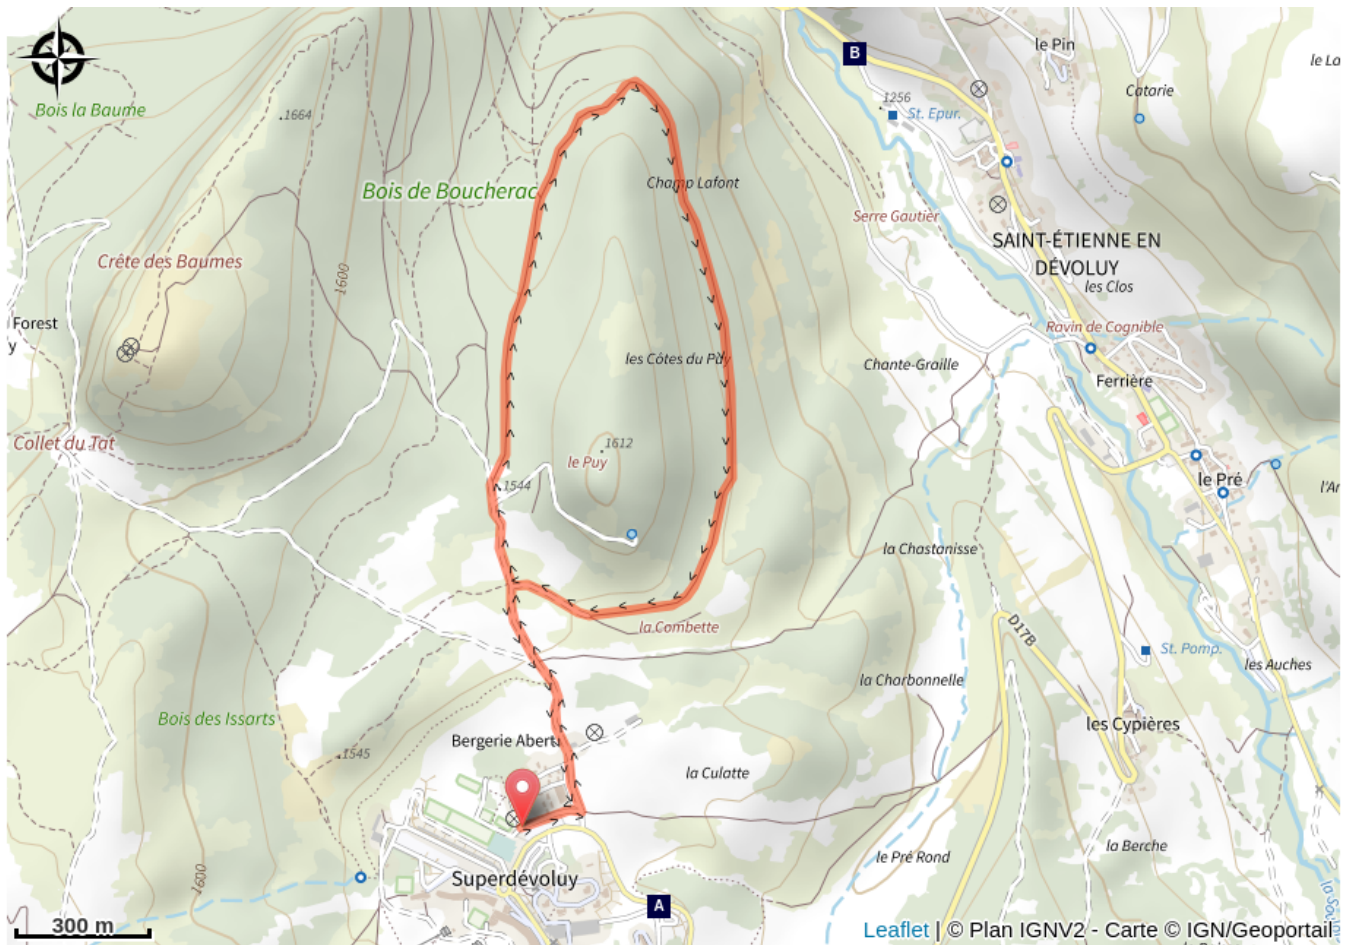 le Pin
B
le La
Catarie
1256
St. Epur.
Bois la Baume
1664
Bois de Boucherac
Champ Lafont
Serre Gautier
SAINT-ÉTIENNE EN
DÉVOLUY
les Clos
Crête des Baumes
1600
Forest
y
Ravin de Cognible
les Côtes du Puy
Chante-Graille
Ferrière
Collet du Tat
1612
le Puy
1544
le Pré
l'Ar
la Chastanisse
D17B
la Combette
St. Pomp.
les Auches
la Chorbonnelle
Bois des Issarts
les Cypières
Bergerie Abert
1545
la Culatte
la Berche
le Pré Rond
1600
Superdévoluy
A
300 m
Leaflet | © Plan IGNV2 - Carte © IGN/Geoportail